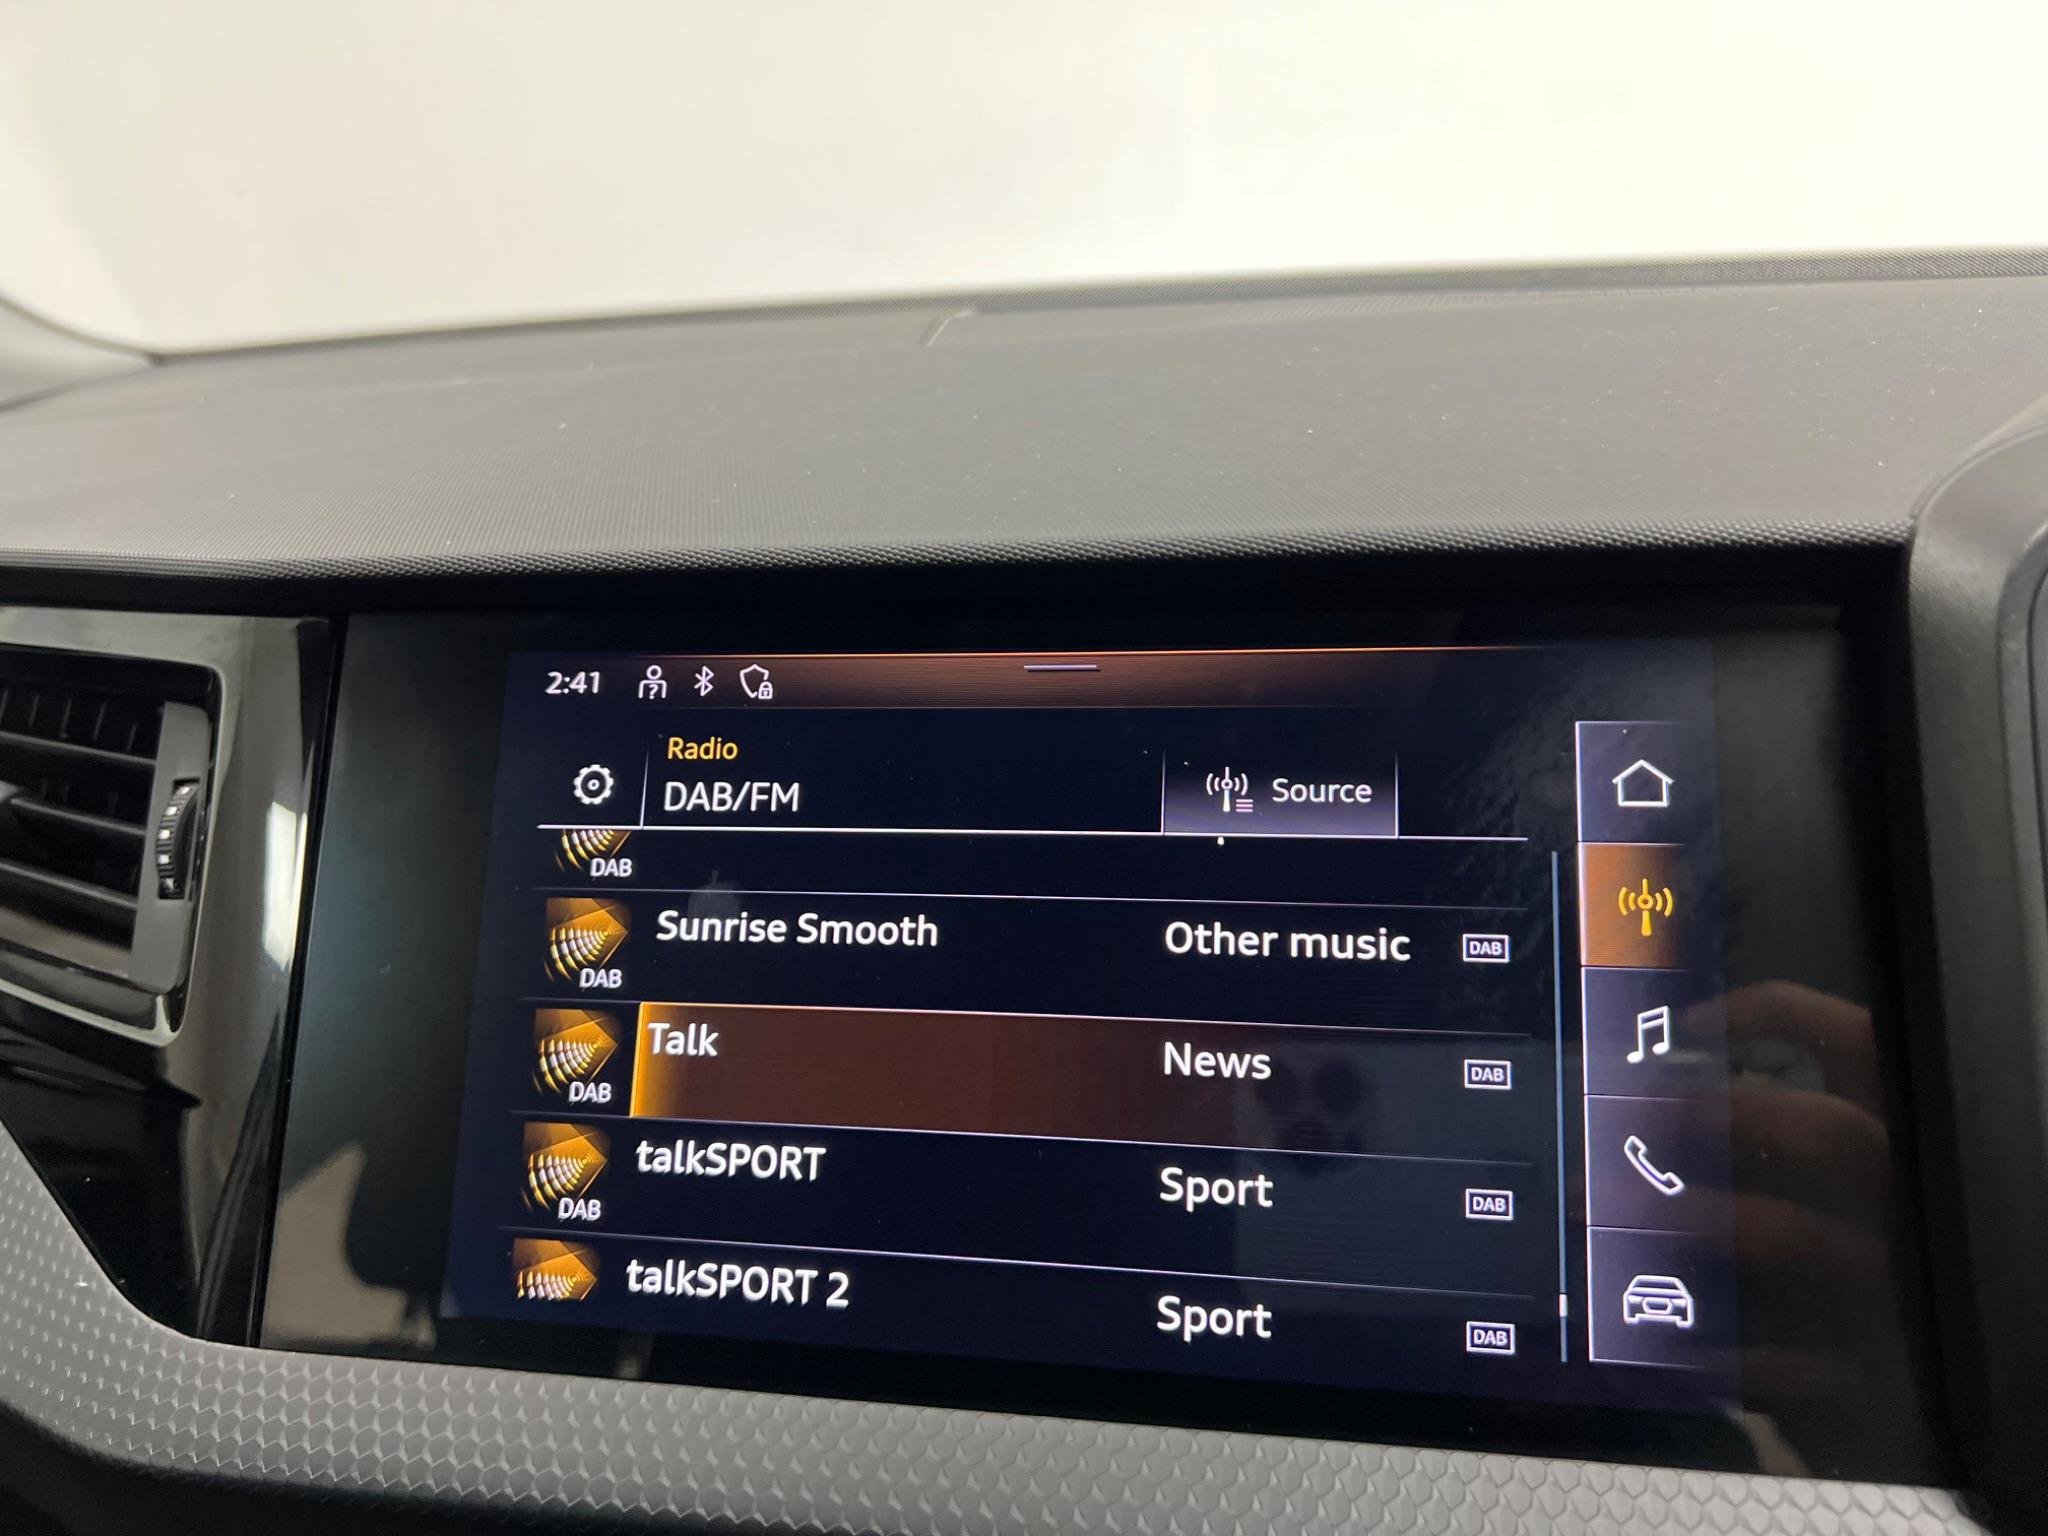 2:41
Radio
DAB/FM
Source
DAB
Sunrise Smooth Other music DAB
DAB
Talk News DAB
DAB
talkSPORT Sport DAB
DAB
talkSPORT 2 Sport DAB